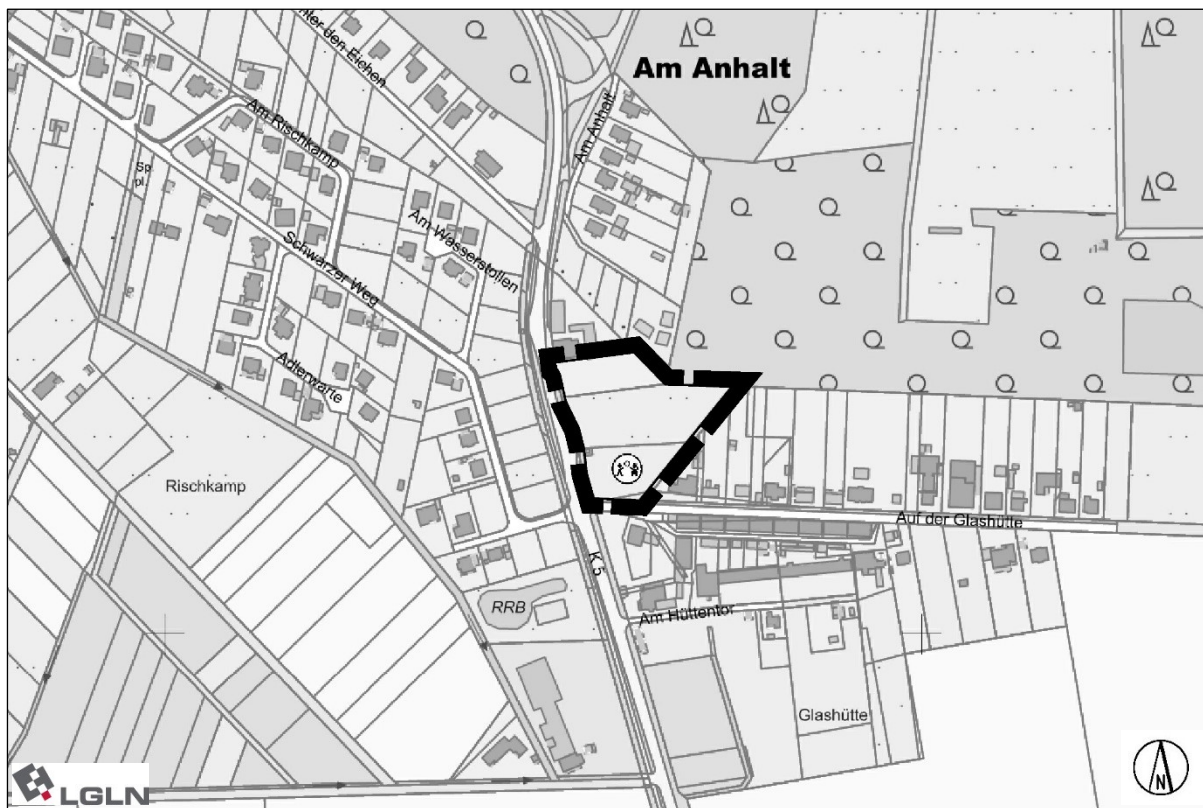 Am Anhalt
Unter den Eichen
Am Anhalt
Am Rischkamp
Sp.
pl.
Am Wasserstollen
Schwarzer Weg
Adlerwarte
Rischkamp
Auf der Glashütte
K 5
RRB
Am Hüttentor
Glashütte
LGLN
N